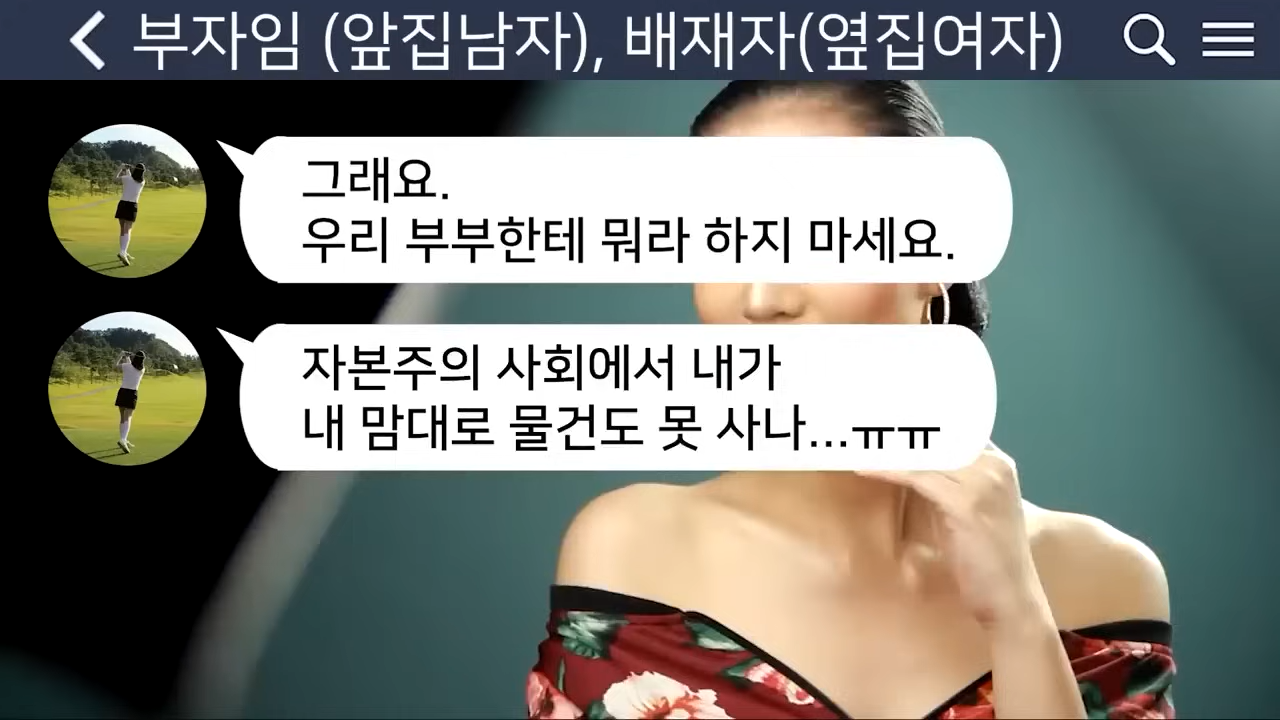 부자임 (앞집남자), 배재자(옆집여자)
그래요.
우리 부부한테 뭐라 하지 마세요.
자본주의 사회에서 내가
내 맘대로 물건도 못 사나...ㅠㅠ